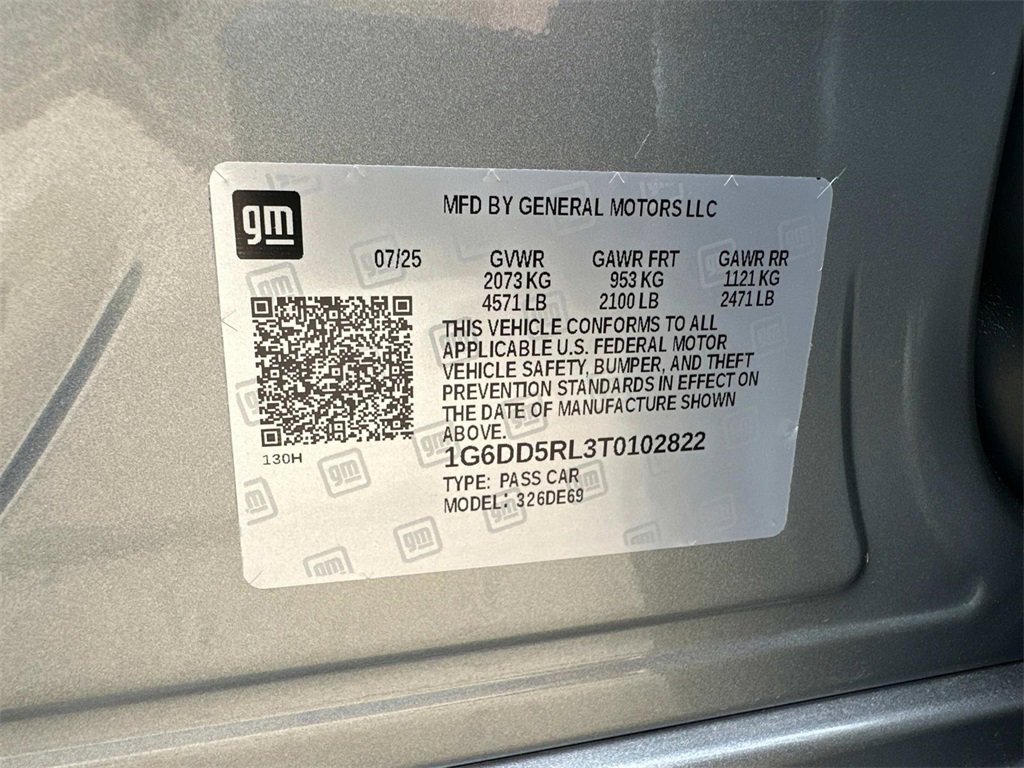 gm
MFD BY GENERAL MOTORS LLC
07/25 GVWR GAWR FRT GAWR RR
2073 KG 953 KG 1121 KG
4571 LB 2100 LB 2471 LB
THIS VEHICLE CONFORMS TO ALL
APPLICABLE U.S. FEDERAL MOTOR
VEHICLE SAFETY, BUMPER, AND THEFT
PREVENTION STANDARDS IN EFFECT ON
THE DATE OF MANUFACTURE SHOWN
ABOVE.
1G6DD5RL3T0102822
130H
TYPE: PASS CAR
MODEL: 326DE69